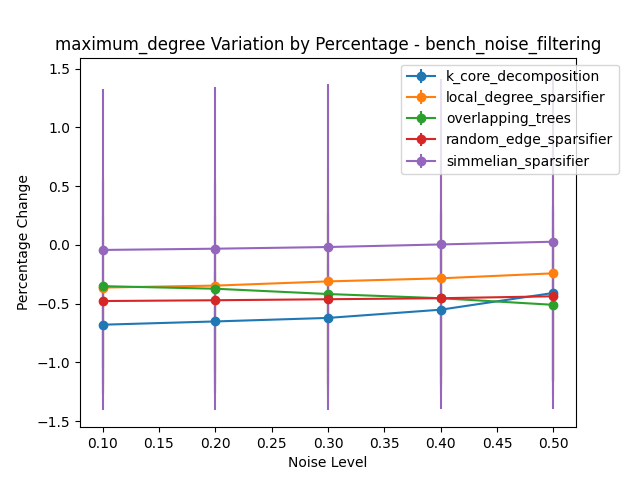 maximum_degree Variation by Percentage - bench_noise_filtering
k_core_decomposition
local_degree_sparsifier
overlapping_trees
random_edge_sparsifier
simmelian_sparsifier
Percentage Change
1.5
1.0
0.5
0.0
−0.5
−1.0
−1.5
0.10 0.15 0.20 0.25 0.30 0.35 0.40 0.45 0.50
Noise Level